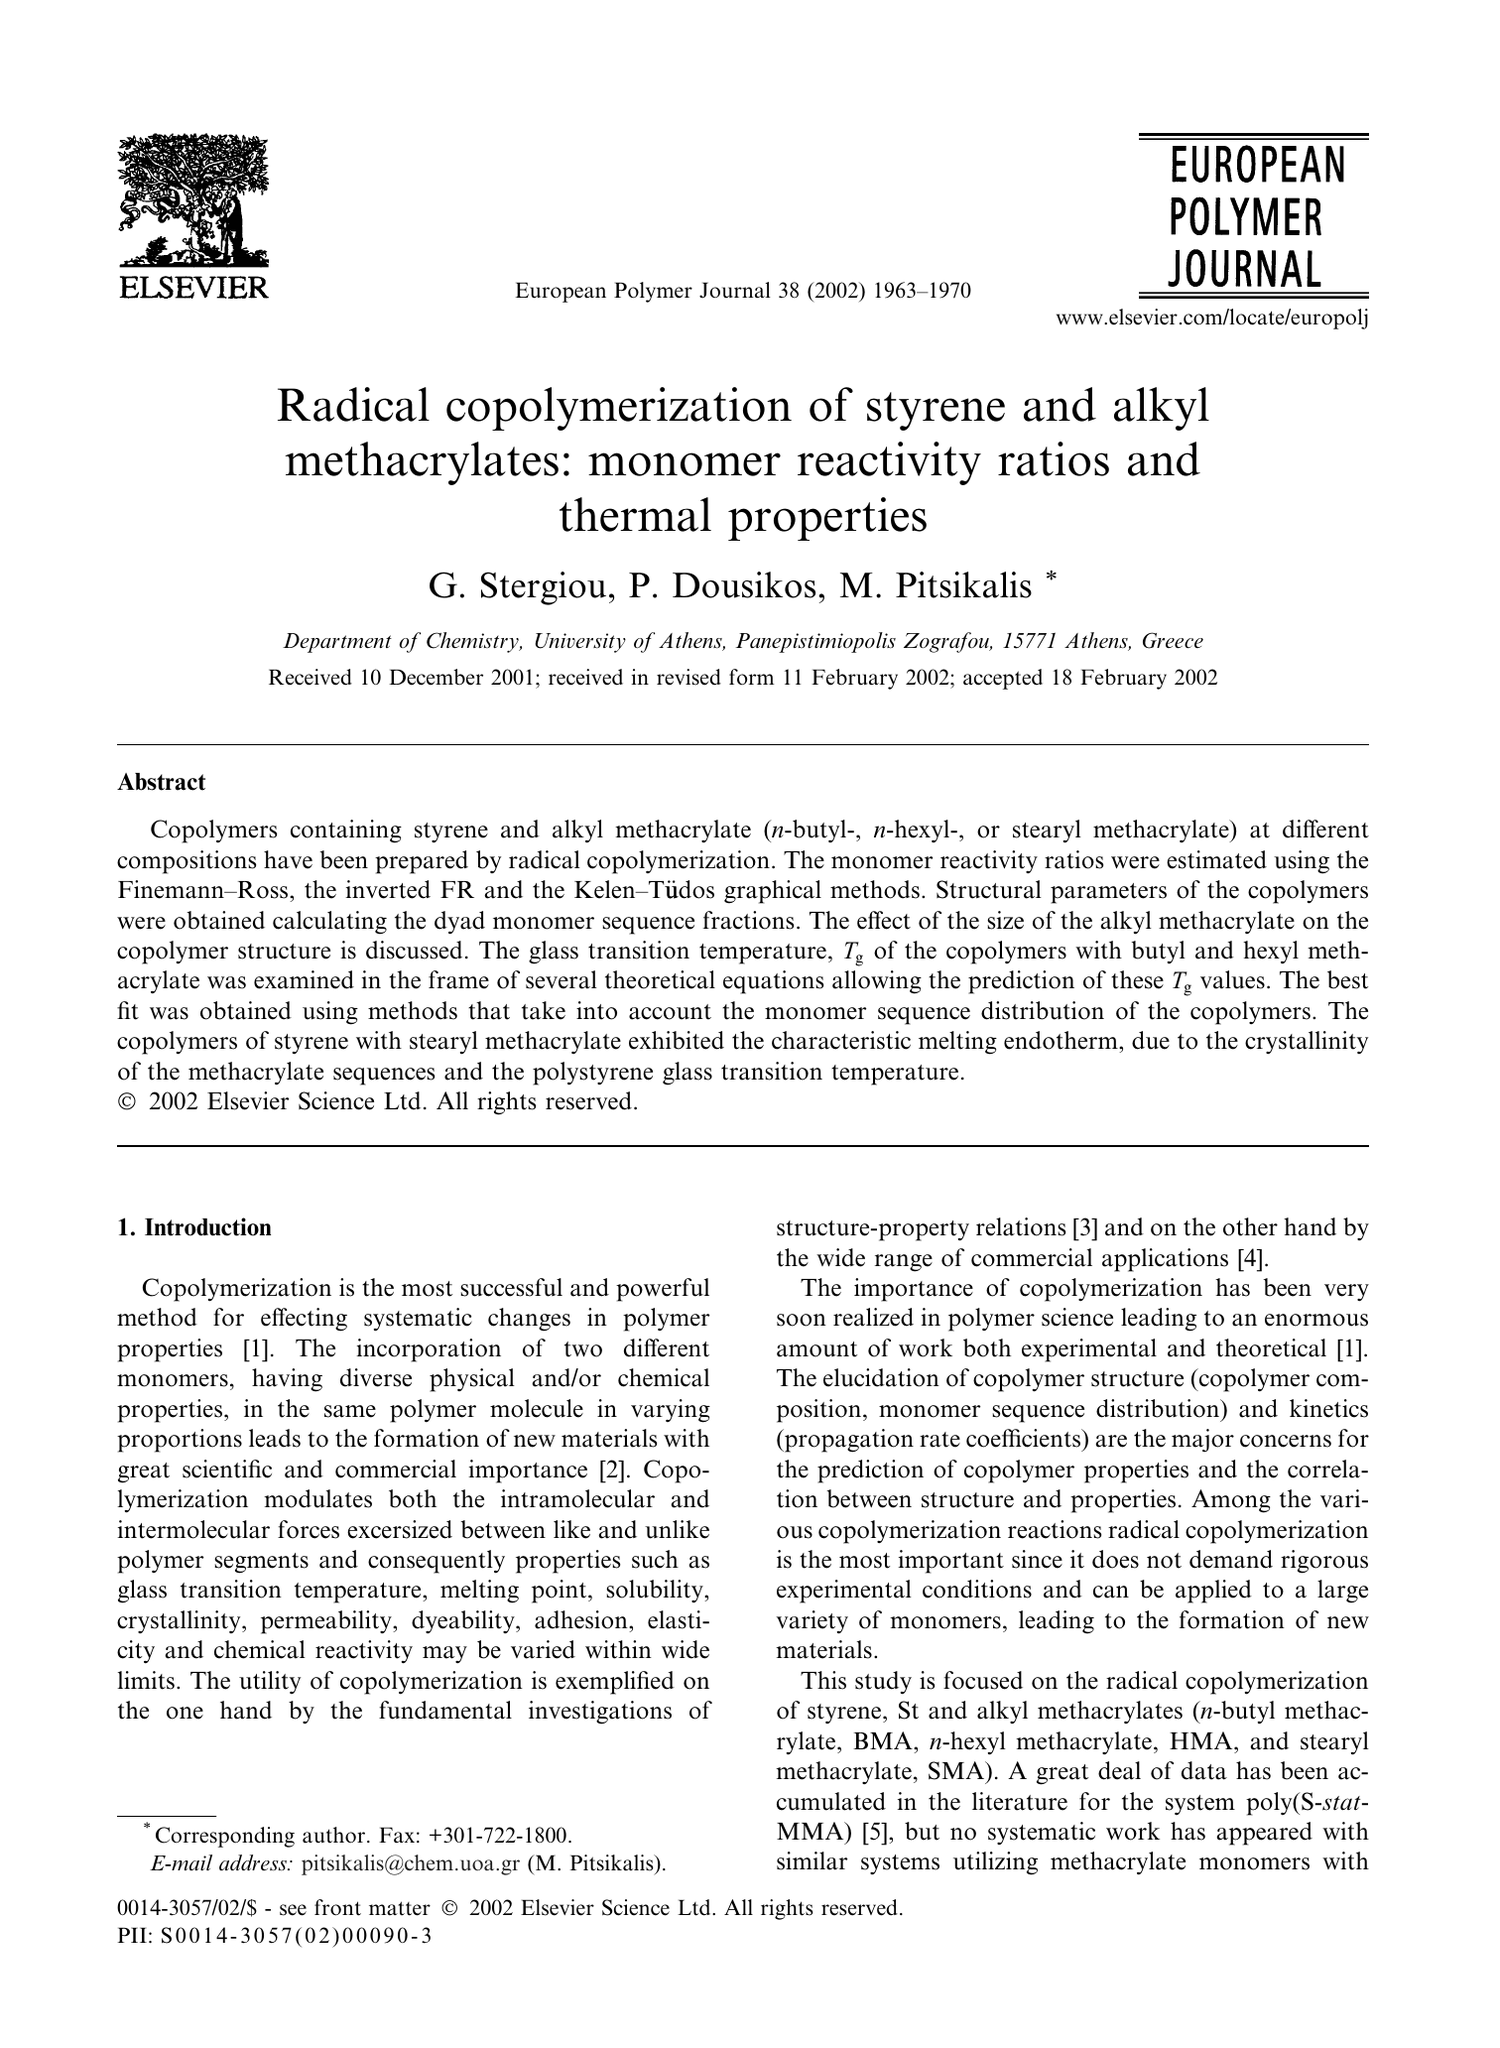 ELSEVIER
European Polymer Journal 38 (2002) 1963–1970
EUROPEAN
POLYMER
JOURNAL
www.elsevier.com/locate/europolj
Radical copolymerization of styrene and alkyl
methacrylates: monomer reactivity ratios and
thermal properties
G. Stergiou, P. Dousikos, M. Pitsikalis *
Department of Chemistry, University of Athens, Panepistimiopolis Zografou, 15771 Athens, Greece
Received 10 December 2001; received in revised form 11 February 2002; accepted 18 February 2002
Abstract
Copolymers containing styrene and alkyl methacrylate (n-butyl-, n-hexyl-, or stearyl methacrylate) at different
compositions have been prepared by radical copolymerization. The monomer reactivity ratios were estimated using the
Finemann–Ross, the inverted FR and the Kelen–Tüdos graphical methods. Structural parameters of the copolymers
were obtained calculating the dyad monomer sequence fractions. The effect of the size of the alkyl methacrylate on the
copolymer structure is discussed. The glass transition temperature, Tg of the copolymers with butyl and hexyl meth-
acrylate was examined in the frame of several theoretical equations allowing the prediction of these Tg values. The best
fit was obtained using methods that take into account the monomer sequence distribution of the copolymers. The
copolymers of styrene with stearyl methacrylate exhibited the characteristic melting endotherm, due to the crystallinity
of the methacrylate sequences and the polystyrene glass transition temperature.
© 2002 Elsevier Science Ltd. All rights reserved.
1. Introduction
Copolymerization is the most successful and powerful
method for effecting systematic changes in polymer
properties [1]. The incorporation of two different
monomers, having diverse physical and/or chemical
properties, in the same polymer molecule in varying
proportions leads to the formation of new materials with
great scientific and commercial importance [2]. Copo-
lymerization modulates both the intramolecular and
intermolecular forces excersized between like and unlike
polymer segments and consequently properties such as
glass transition temperature, melting point, solubility,
crystallinity, permeability, dyeability, adhesion, elasti-
city and chemical reactivity may be varied within wide
limits. The utility of copolymerization is exemplified on
the one hand by the fundamental investigations of
* Corresponding author. Fax: +301-722-1800.
E-mail address: pitsikalis@chem.uoa.gr (M. Pitsikalis).
structure-property relations [3] and on the other hand by
the wide range of commercial applications [4].
The importance of copolymerization has been very
soon realized in polymer science leading to an enormous
amount of work both experimental and theoretical [1].
The elucidation of copolymer structure (copolymer com-
position, monomer sequence distribution) and kinetics
(propagation rate coefficients) are the major concerns for
the prediction of copolymer properties and the correla-
tion between structure and properties. Among the vari-
ous copolymerization reactions radical copolymerization
is the most important since it does not demand rigorous
experimental conditions and can be applied to a large
variety of monomers, leading to the formation of new
materials.
This study is focused on the radical copolymerization
of styrene, St and alkyl methacrylates (n-butyl methac-
rylate, BMA, n-hexyl methacrylate, HMA, and stearyl
methacrylate, SMA). A great deal of data has been ac-
cumulated in the literature for the system poly(S-stat-
MMA) [5], but no systematic work has appeared with
similar systems utilizing methacrylate monomers with
0014-3057/02/$ - see front matter © 2002 Elsevier Science Ltd. All rights reserved.
PII: S0014-3057(02)00090-3